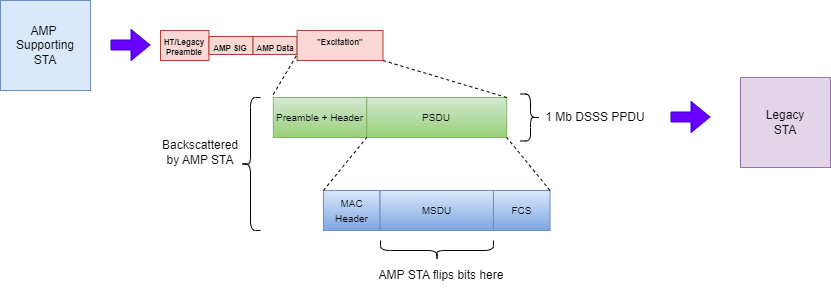 AMP
Supporting
STA
HT/Legacy
Preamble
AMP SIG
AMP Data
"Excitation"
Preamble + Header
PSDU
1 Mb DSSS PPDU
Legacy
STA
Backscattered
by AMP STA
MAC
Header
MSDU
FCS
AMP STA flips bits here